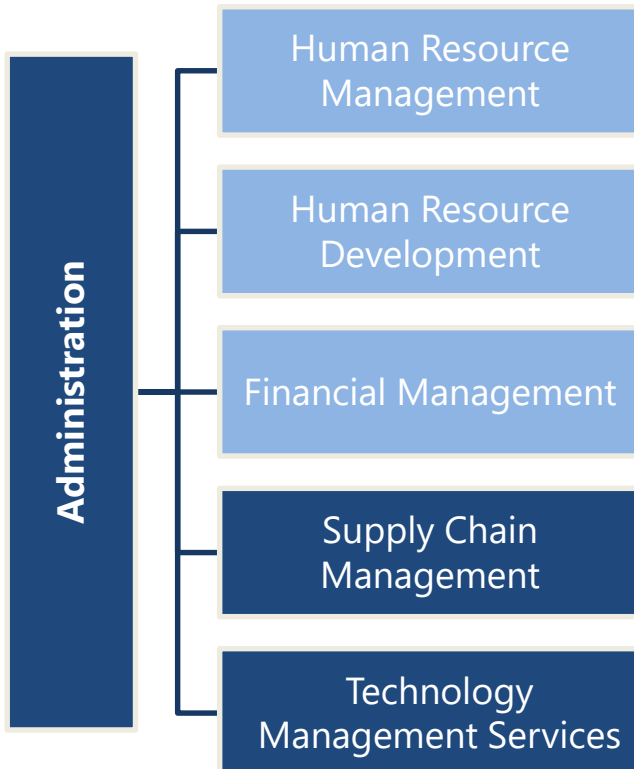 Administration
Human Resource
Management
Human Resource
Development
Financial Management
Supply Chain
Management
Technology
Management Services